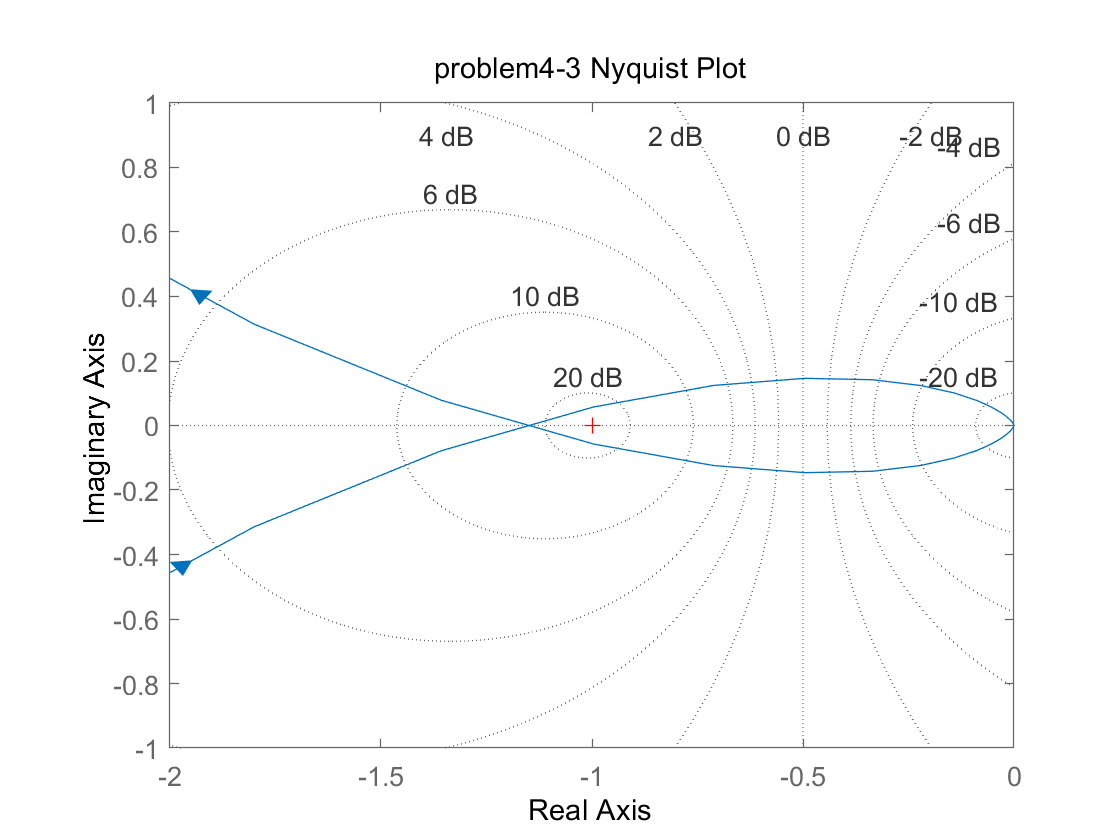 problem4-3 Nyquist Plot
1
0.8
0.6
0.4
0.2
0
-0.2
-0.4
-0.6
-0.8
-1
Imaginary Axis
4 dB
2 dB
0 dB
-2 dB
-4 dB
6 dB
-6 dB
10 dB
-10 dB
20 dB
-20 dB
-2
-1.5
-1
-0.5
0
Real Axis